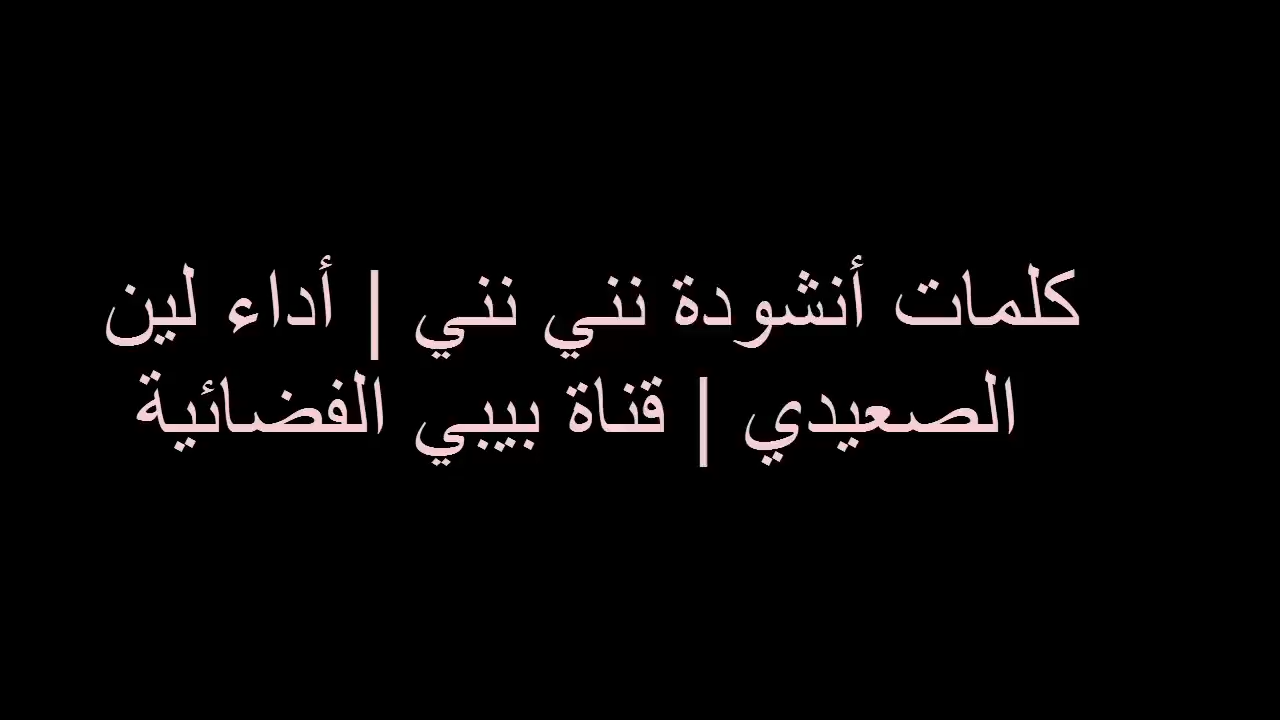 كلمات أنشودة نني نني | أداء لين
الصعيدي | قناة بيبي الفضائية